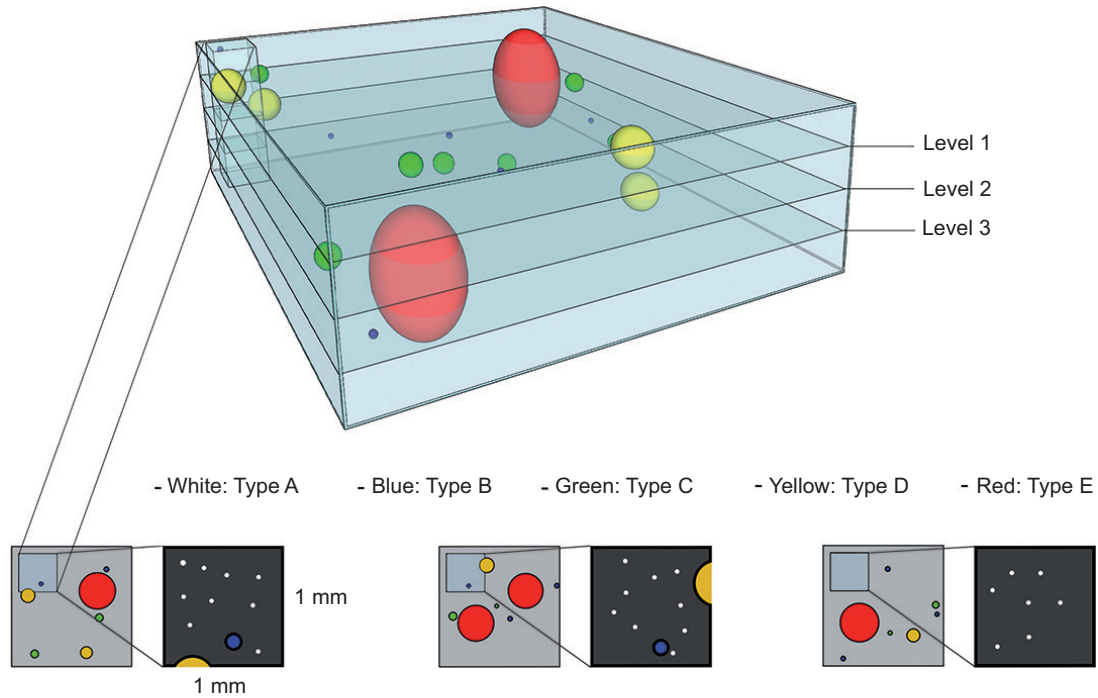 Level 1
Level 2
Level 3
- White: Type A - Blue: Type B - Green: Type C - Yellow: Type D - Red: Type E
1 mm
1 mm